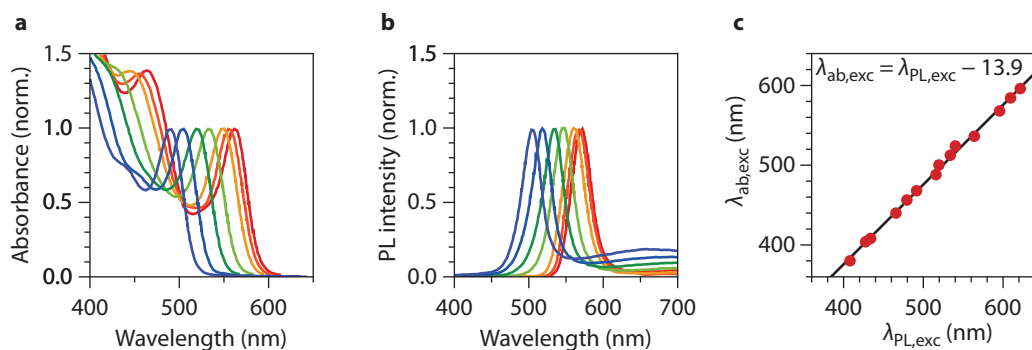 a
Absorbance (norm.)
1.5
1.0
0.5
0.0
400 500 600
Wavelength (nm)
b
PL intensity (norm.)
1.5
1.0
0.5
0.0
400 500 600 700
Wavelength (nm)
c
λab,exc = λPL,exc − 13.9
λab,exc (nm)
600
500
400
400 500 600
λPL,exc (nm)